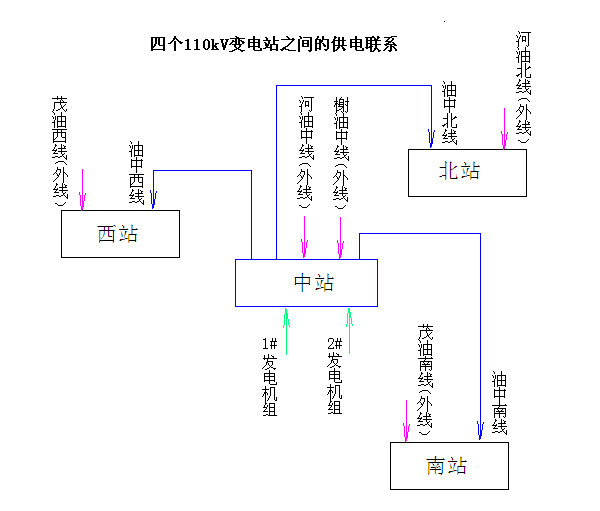 四个110kV变电站之间的供电联系
河油北线(外线)
油中北线
茂油西线(外线)
油中西线
河油中线(外线)
榭油中线(外线)
北站
西站
中站
1#发电机组
2#发电机组
茂油南线(外线)
油中南线
南站